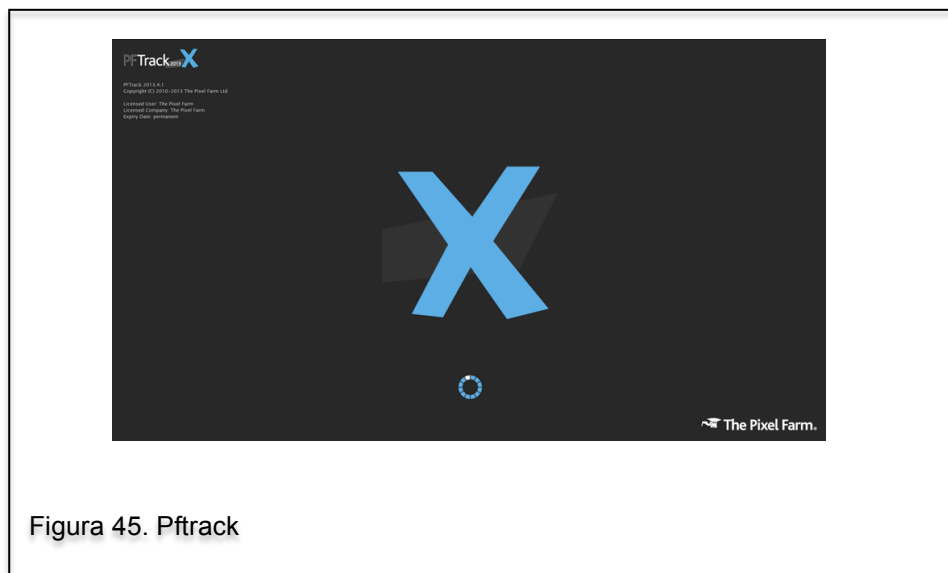 PFTrack 2013 X
PFTrack 2013.4.1
Copyright (C) 2010-2013 The Pixel Farm Ltd
Licensed User: The Pixel Farm
Licensed Company: The Pixel Farm
Expiry Date: permanent
X
The Pixel Farm.
Figura 45. Pftrack